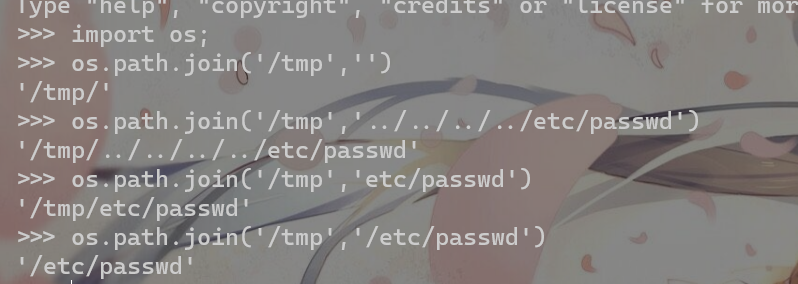 Type "help", "copyright", "credits" or "license" for mor
>>> import os;
>>> os.path.join('/tmp','')
'/tmp/'
>>> os.path.join('/tmp','../../../../etc/passwd')
'/tmp/../../../../etc/passwd'
>>> os.path.join('/tmp','etc/passwd')
'/tmp/etc/passwd'
>>> os.path.join('/tmp','/etc/passwd')
'/etc/passwd'